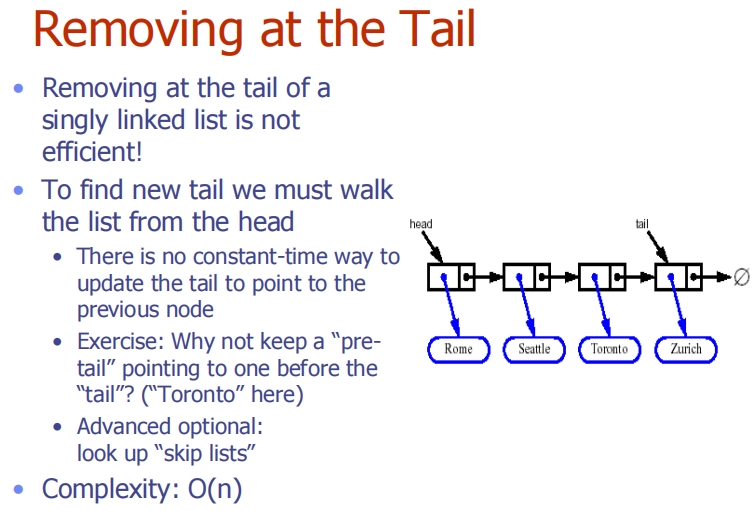 Removing at the Tail
• Removing at the tail of a
singly linked list is not
efficient!
• To find new tail we must walk
the list from the head
• There is no constant-time way to
update the tail to point to the
previous node
• Exercise: Why not keep a “pre-
tail” pointing to one before the
“tail”? (“Toronto” here)
• Advanced optional:
look up “skip lists”
• Complexity: O(n)
head
tail
∅
Rome
Seattle
Toronto
Zurich